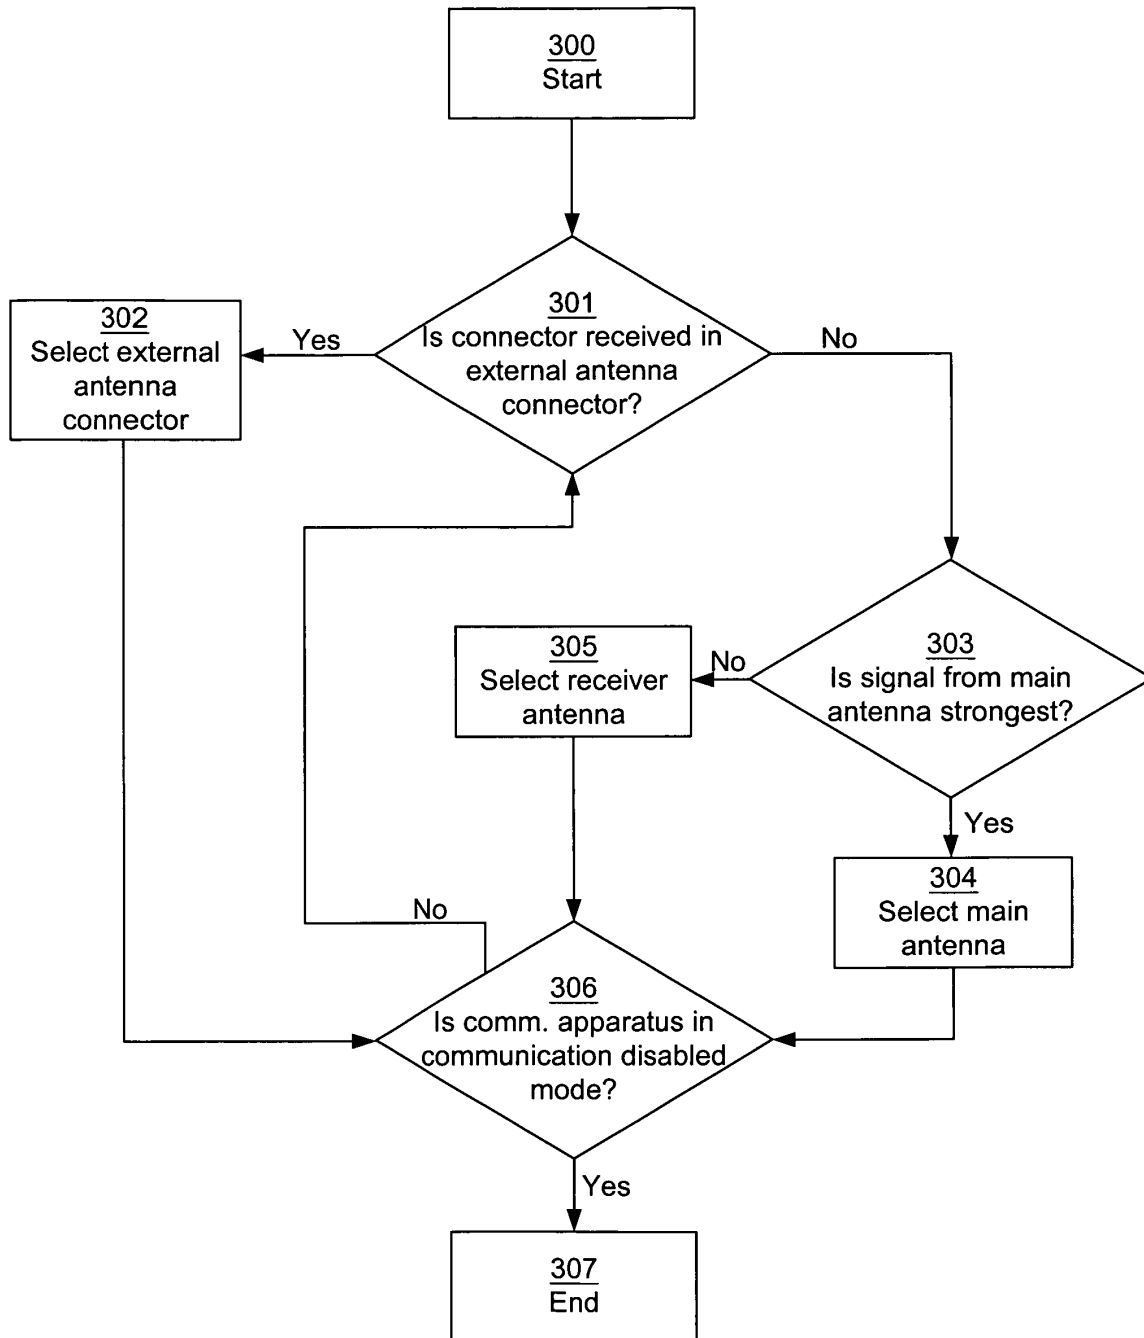 300
Start
301
Is connector received in
external antenna
connector?
Yes
No
302
Select external
antenna
connector
303
Is signal from main
antenna strongest?
No
Yes
305
Select receiver
antenna
304
Select main
antenna
No
306
Is comm. apparatus in
communication disabled
mode?
Yes
307
End